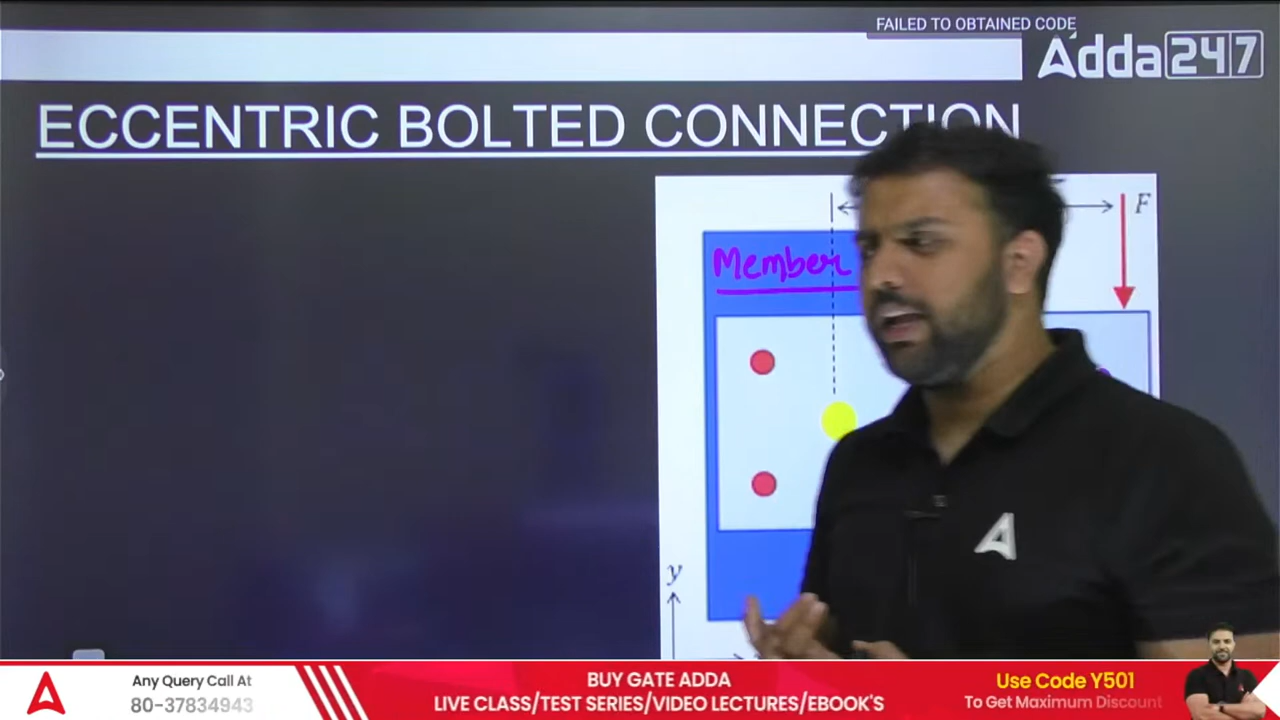 FAILED TO OBTAINED CODE
Adda247
ECCENTRIC BOLTED CONNECTION
F
Member
y
Any Query Call At
80-37834943
BUY GATE ADDA
LIVE CLASS/TEST SERIES/VIDEO LECTURES/EBOOK'S
Use Code Y501
To Get Maximum Discount